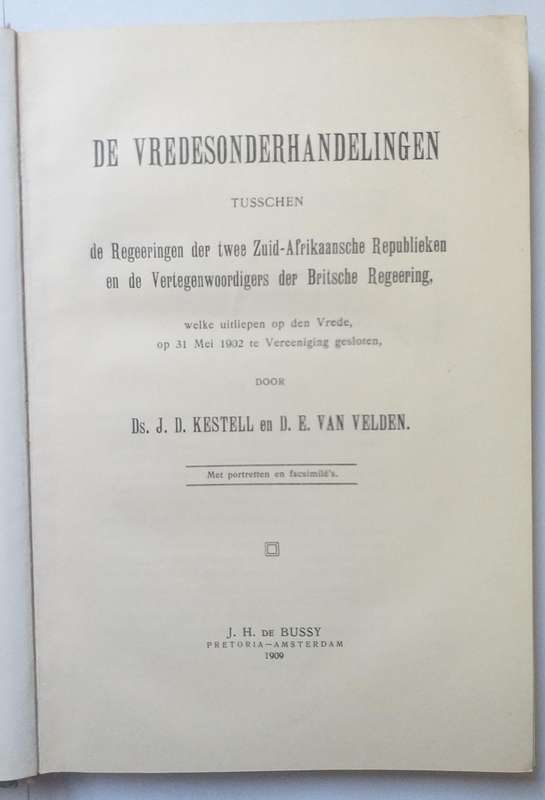 DE VREDESONDERHANDELINGEN
TUSSCHEN
de Regeeringen der twee Zuid-Afrikaansche Republieken
en de Vertegenwoordigers der Britsche Regeering,
welke uitliepen op den Vrede,
op 31 Mei 1902 te Vereeniging gesloten,
DOOR
Ds. J. D. KESTELL en D. E. VAN VELDEN.
Met portretten en facsimilé's.
J. H. DE BUSSY
PRETORIA—AMSTERDAM
1909